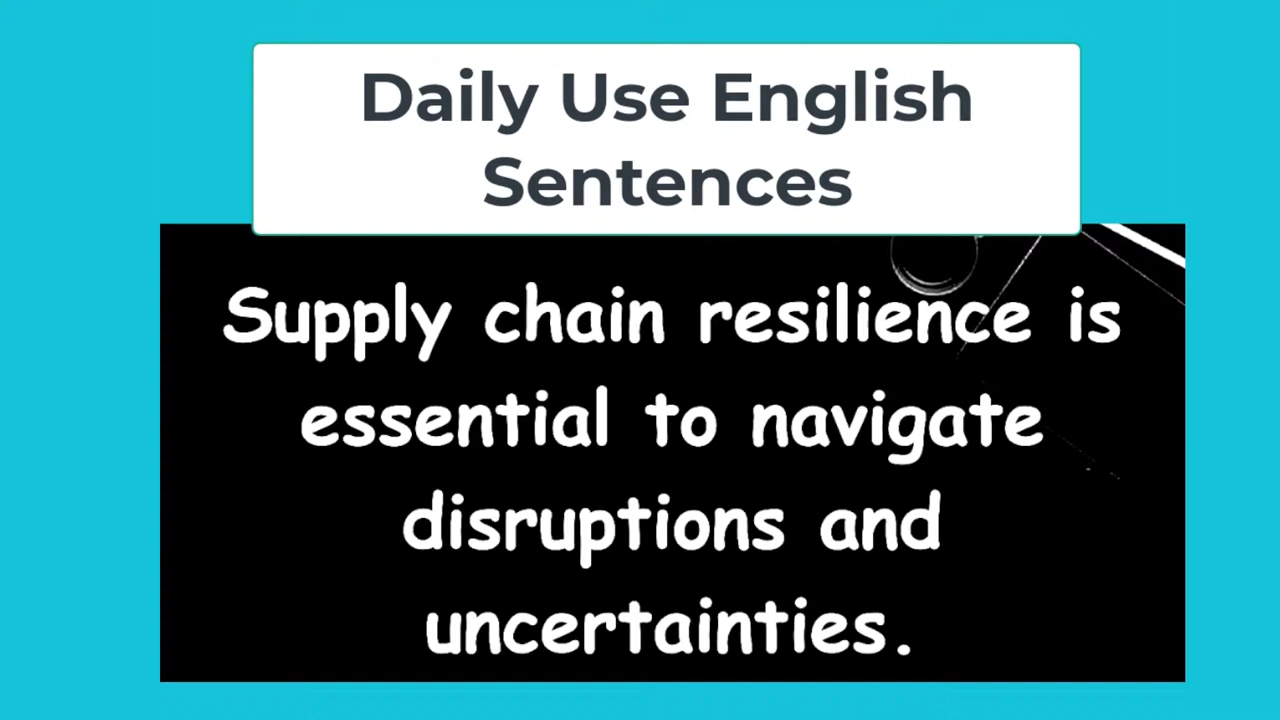 Daily Use English
Sentences
Supply chain resilience is
essential to navigate
disruptions and
uncertainties.